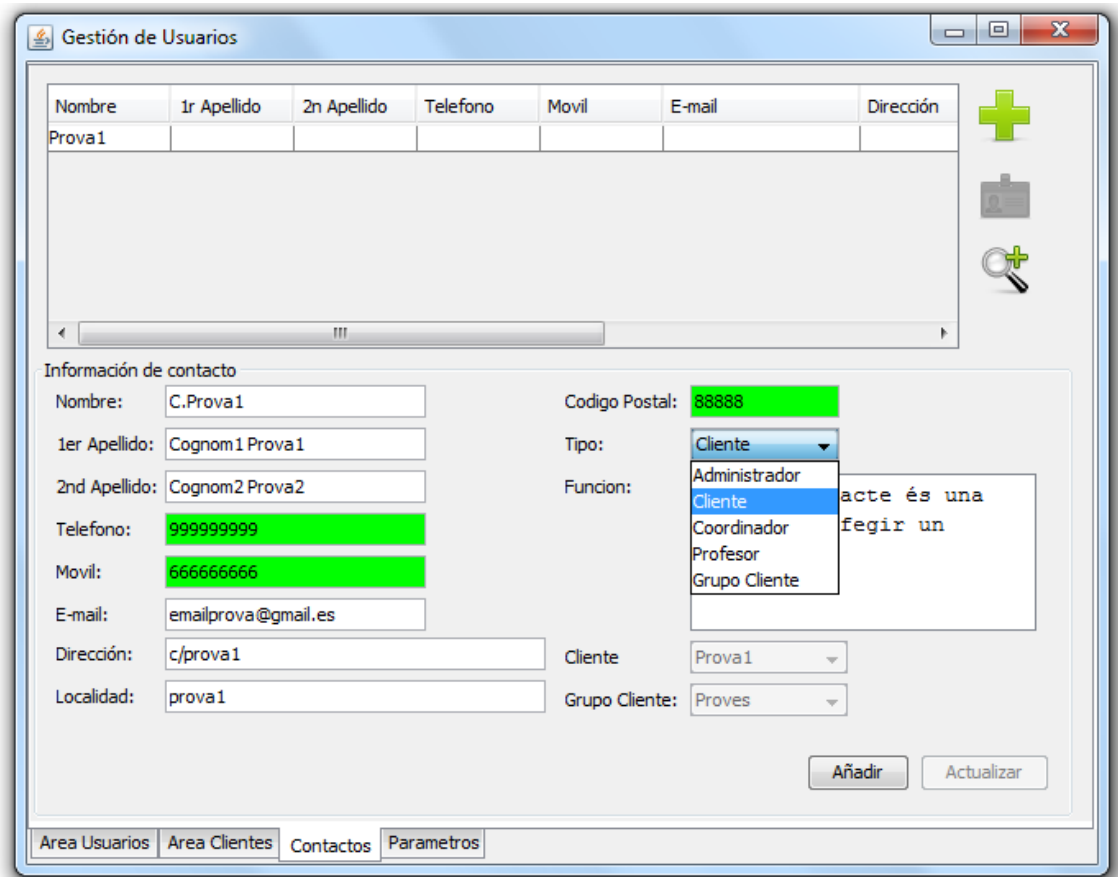 Gestión de Usuarios
Nombre 1r Apellido 2n Apellido Telefono Movil E-mail Dirección
Prova1
Información de contacto
Nombre: C.Prova1 Codigo Postal: 88888
1er Apellido: Cognom1 Prova1 Tipo: Cliente
2nd Apellido: Cognom2 Prova2 Funcion: Administrador
Cliente acte és una
Telefono: 999999999 Coordinador fegir un
Profesor
Movil: 666666666 Grupo Cliente
E-mail: emailprova@gmail.es
Dirección: c/prova1 Cliente Prova1
Localidad: prova1 Grupo Cliente: Proves
Añadir Actualizar
Area Usuarios Area Clientes Contactos Parametros